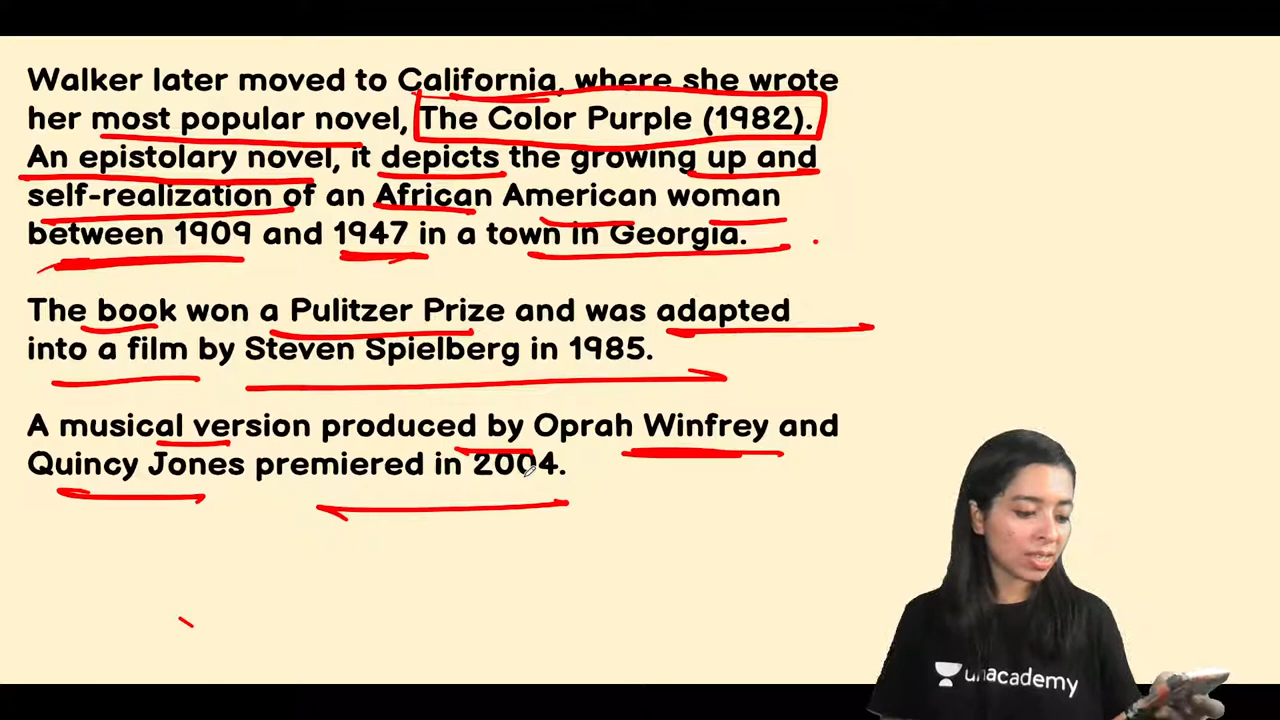 Walker later moved to California, where she wrote
her most popular novel, The Color Purple (1982).
An epistolary novel, it depicts the growing up and
self-realization of an African American woman
between 1909 and 1947 in a town in Georgia.
The book won a Pulitzer Prize and was adapted
into a film by Steven Spielberg in 1985.
A musical version produced by Oprah Winfrey and
Quincy Jones premiered in 2004.
unacademy